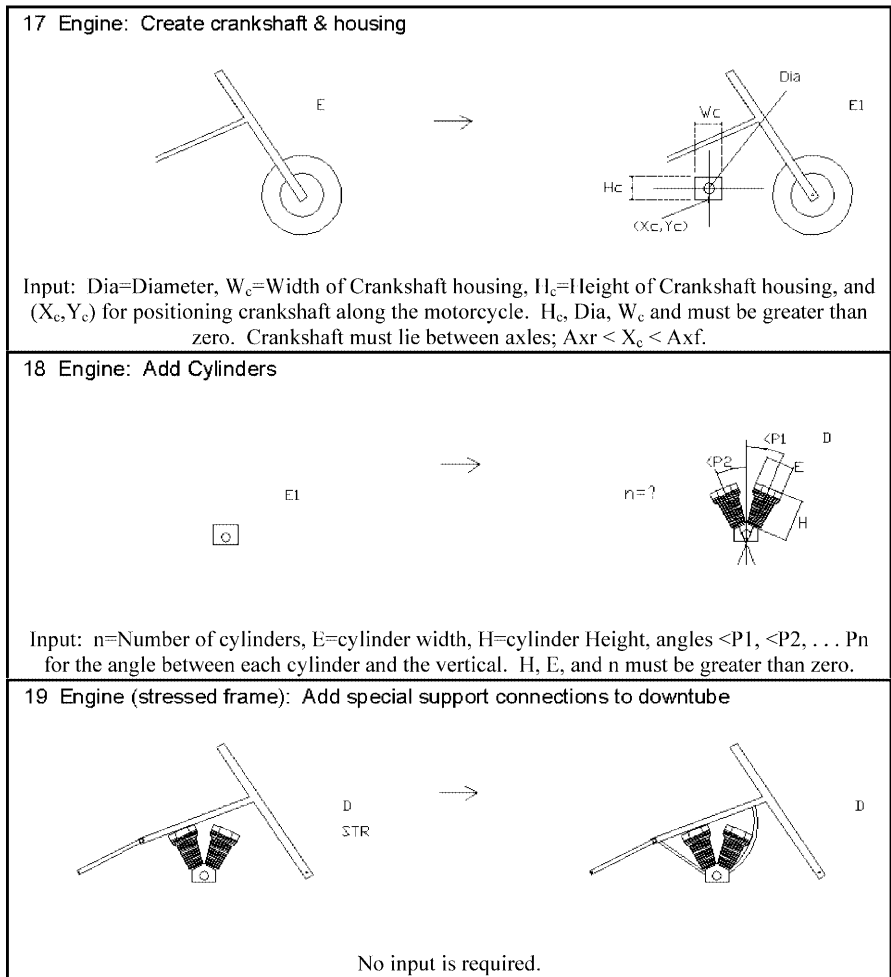 17 Engine: Create crankshaft & housing
E
Dia
Wc
E1
Hc
(Xc,Yc)
Input: Dia=Diameter, Wc=Width of Crankshaft housing, Hc=Height of Crankshaft housing, and
(Xc,Yc) for positioning crankshaft along the motorcycle. Hc, Dia, Wc and must be greater than
zero. Crankshaft must lie between axles; Axr < Xc < Axf.
18 Engine: Add Cylinders
E1
n=?
<P1
D
<P2
E
H
Input: n=Number of cylinders, E=cylinder width, H=cylinder Height, angles <P1, <P2, . . . Pn
for the angle between each cylinder and the vertical. H, E, and n must be greater than zero.
19 Engine (stressed frame): Add special support connections to downtube
D
STR
D
No input is required.